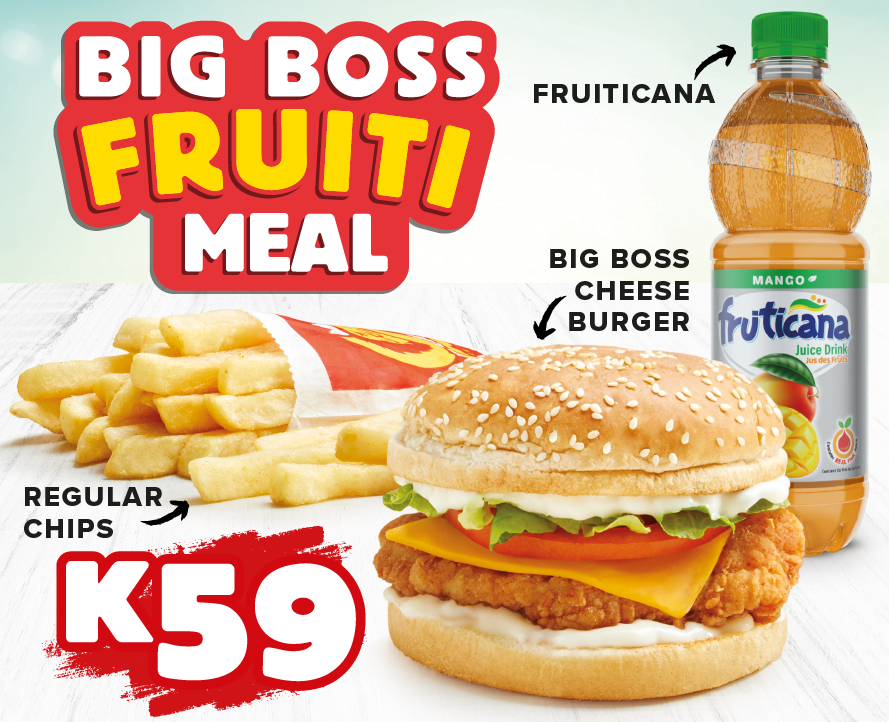 BIG BOSS
FRUITI
MEAL
FRUITICANA
BIG BOSS
CHEESE
BURGER
MANGO
fruticana
Juice Drink
Jus des Fruits
REGULAR
CHIPS
K59